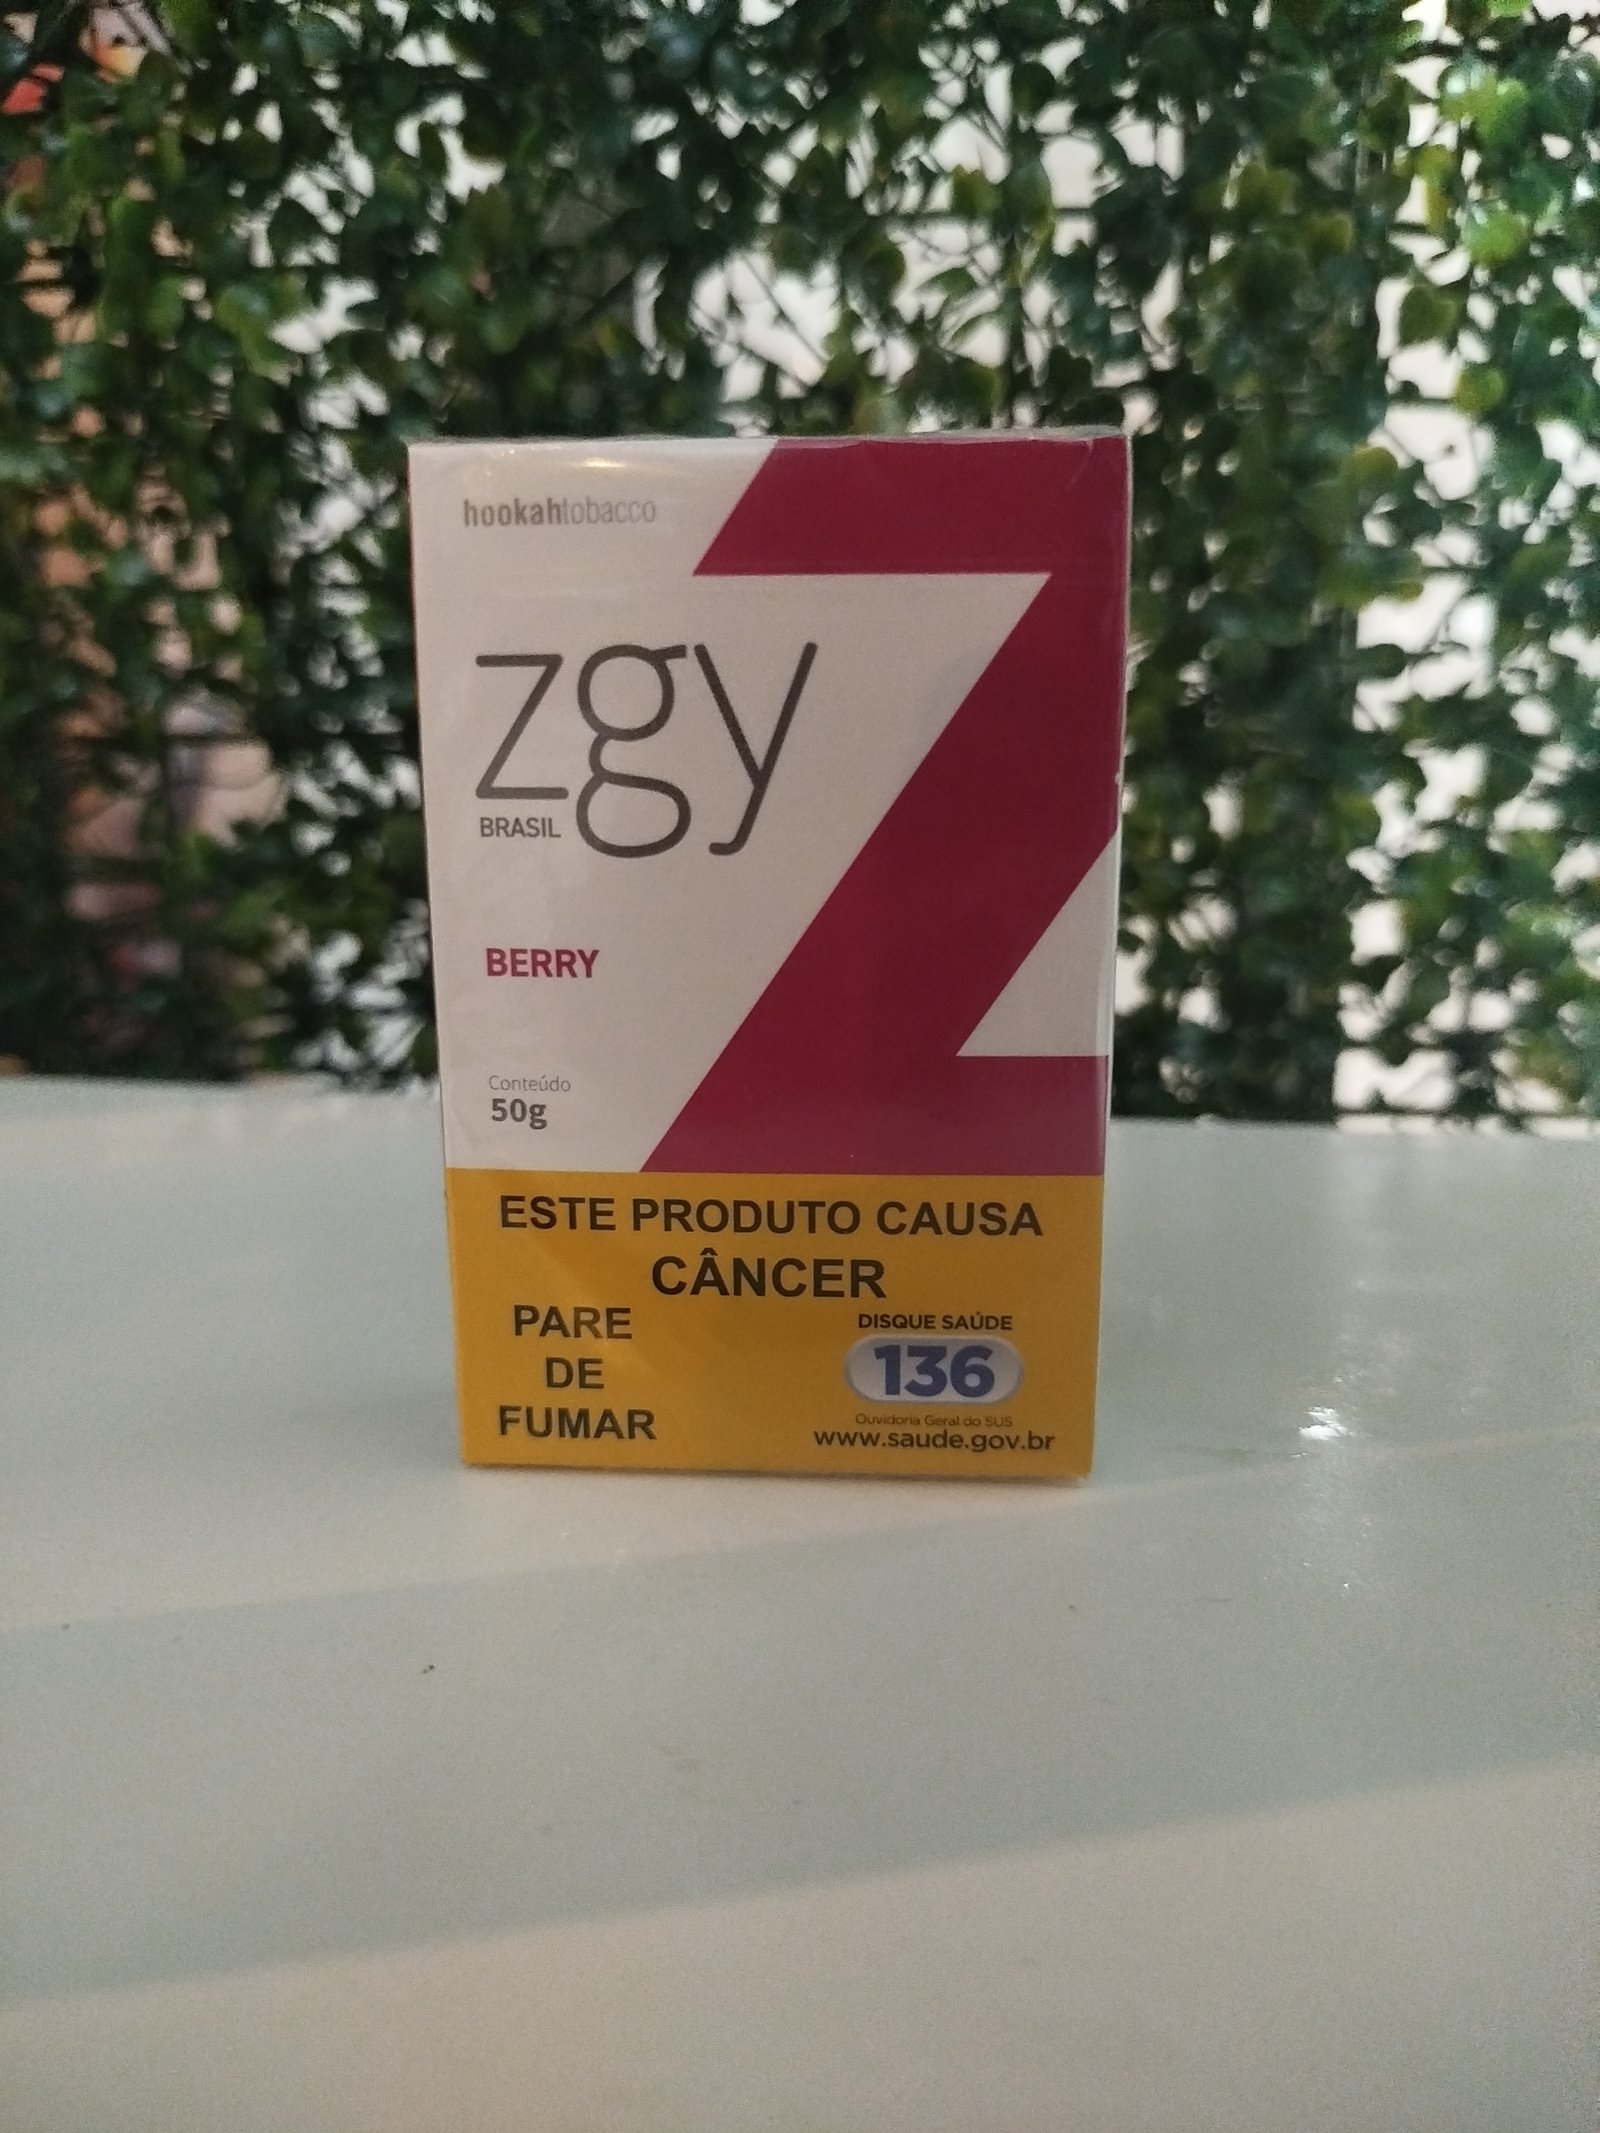 hookahtobacco
zgy
BRASIL
BERRY
Conteúdo
50g
ESTE PRODUTO CAUSA
CÂNCER
PARE
DE
FUMAR
DISQUE SAÚDE
136
Ouvidoria Geral do SUS
www.saude.gov.br